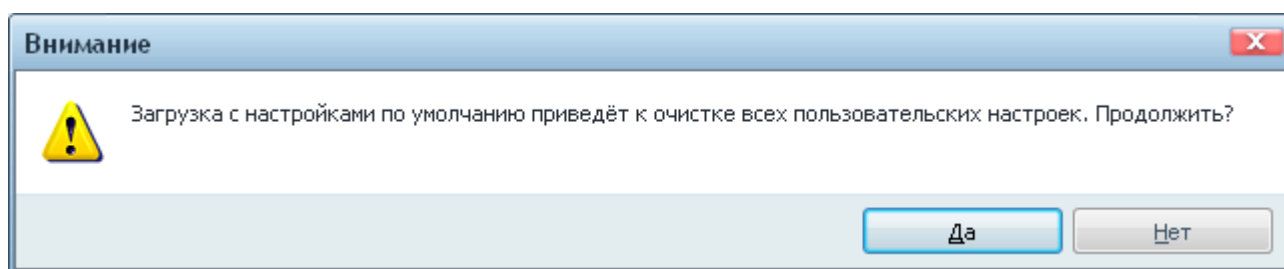 Внимание
Загрузка с настройками по умолчанию приведёт к очистке всех пользовательских настроек. Продолжить?
Да
Нет